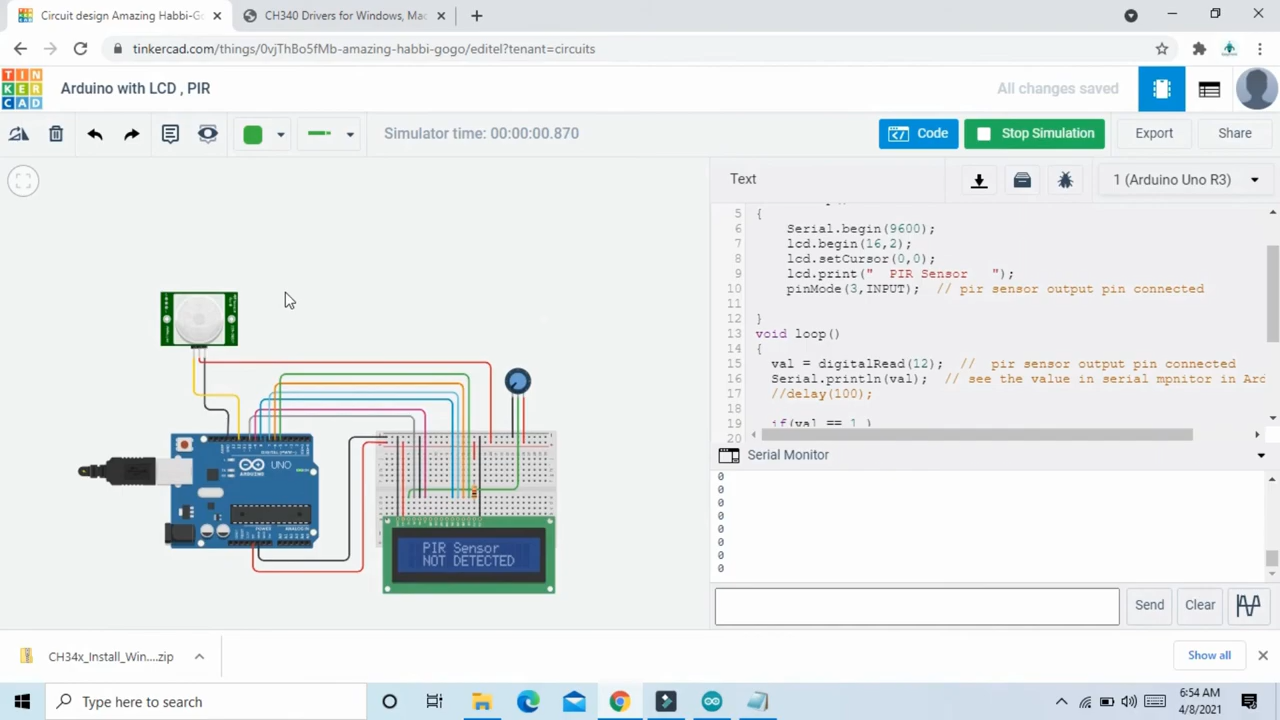 Circuit design Amazing Habbi-Go
CH340 Drivers for Windows, Mac
tinkercad.com/things/0vjThBo5fMb-amazing-habbi-gogo/editel?tenant=circuits
TIN
KER
CAD
Arduino with LCD , PIR
All changes saved
Simulator time: 00:00:00.870
Code
Stop Simulation
Export
Share
Text
1 (Arduino Uno R3)
5 {
6 Serial.begin(9600);
7 lcd.begin(16,2);
8 lcd.setCursor(0,0);
9 lcd.print("  PIR Sensor   ");
10 pinMode(3,INPUT);  // pir sensor output pin connected
11
12 }
13 void loop()
14 {
15 val = digitalRead(12);  //  pir sensor output pin connected
16 Serial.println(val);  // see the value in serial mpnitor in Ard
17 //delay(100);
18
19 if(val == 1 )
20
Serial Monitor
0
0
0
0
0
0
0
0
Send
Clear
UNO
ARDUINO
PIR Sensor
NOT DETECTED
CH34x_Install_Win....zip
Show all
Type here to search
6:54 AM
4/8/2021